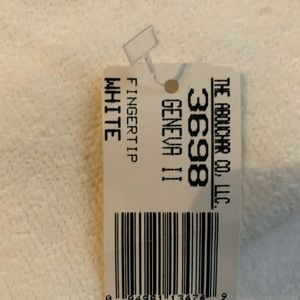 THE ABOUCHAR CO, LLC.
3698
GENEVA II
FINGERTIP
WHITE